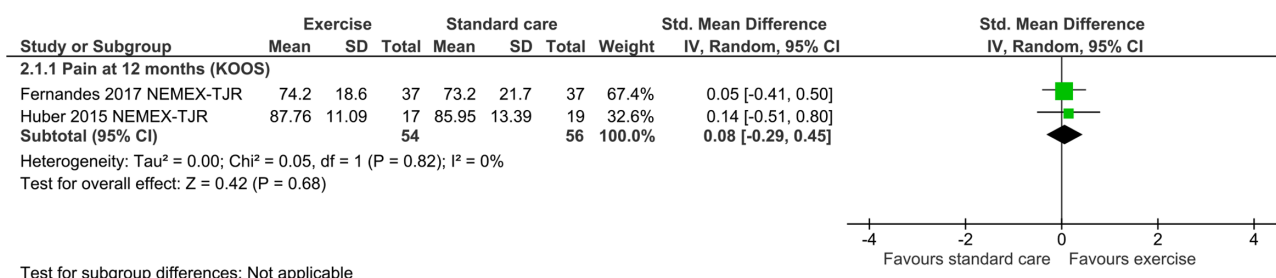 Exercise Standard care Std. Mean Difference Std. Mean Difference
Study or Subgroup Mean SD Total Mean SD Total Weight IV, Random, 95% CI IV, Random, 95% CI
2.1.1 Pain at 12 months (KOOS)
Fernandes 2017 NEMEX-TJR 74.2 18.6 37 73.2 21.7 37 67.4% 0.05 [-0.41, 0.50]
Huber 2015 NEMEX-TJR 87.76 11.09 17 85.95 13.39 19 32.6% 0.14 [-0.51, 0.80]
Subtotal (95% CI) 54 56 100.0% 0.08 [-0.29, 0.45]
Heterogeneity: Tau² = 0.00; Chi² = 0.05, df = 1 (P = 0.82); I² = 0%
Test for overall effect: Z = 0.42 (P = 0.68)
-4 -2 0 2 4
Favours standard care Favours exercise
Test for subgroup differences: Not applicable